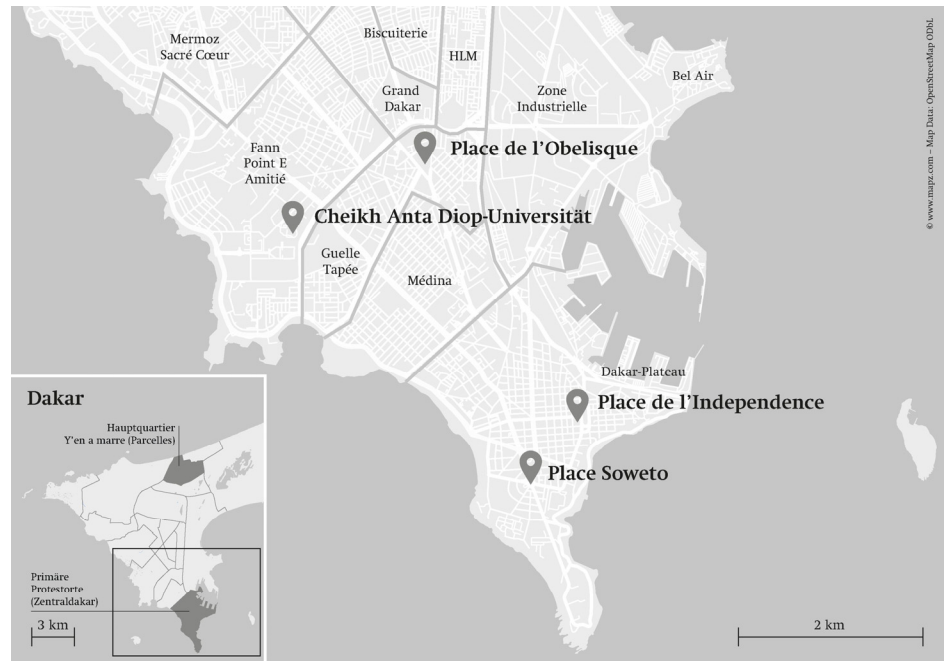 Mermoz
Sacré Cœur
Biscuiterie
HLM
Bel Air
Grand
Dakar
Zone
Industrielle
Fann
Point E
Amitié
Place de l’Obelisque
Cheikh Anta Diop-Universität
Guelle
Tapée
Médina
Dakar-Plateau
Place de l’Independence
Place Soweto
Dakar
Hauptquartier
Y’en a marre (Parcelles)
Primäre
Protestorte
(Zentraldakar)
3 km
2 km
© www.mapz.com – Map Data: OpenStreetMap ODbL